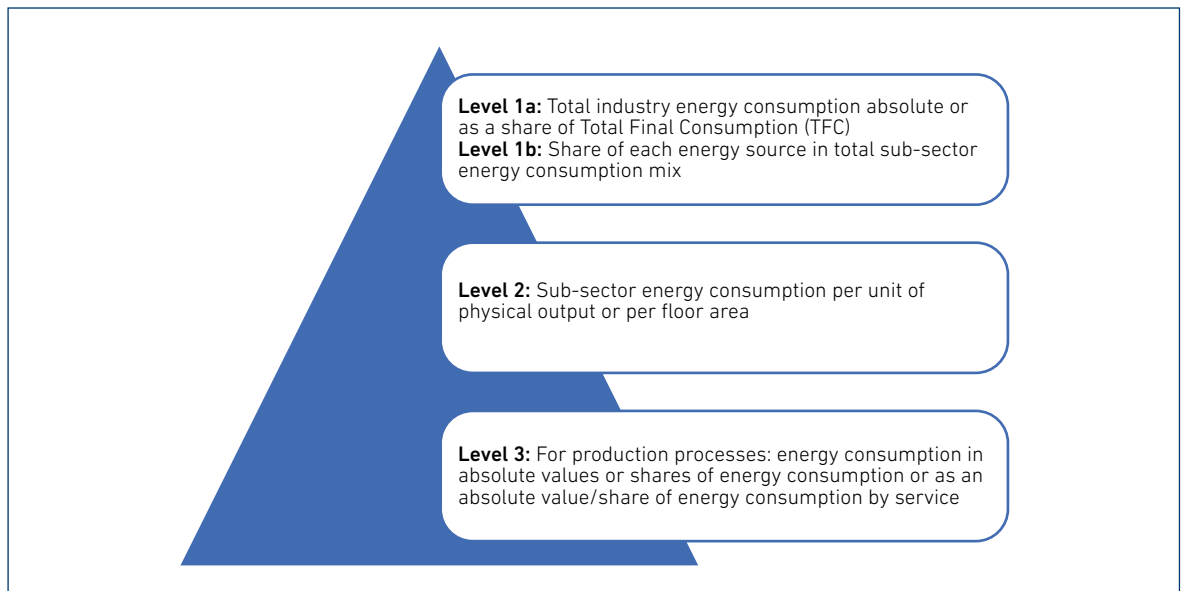 Level 1a: Total industry energy consumption absolute or
as a share of Total Final Consumption (TFC)
Level 1b: Share of each energy source in total sub-sector
energy consumption mix
Level 2: Sub-sector energy consumption per unit of
physical output or per floor area
Level 3: For production processes: energy consumption in
absolute values or shares of energy consumption or as an
absolute value/share of energy consumption by service